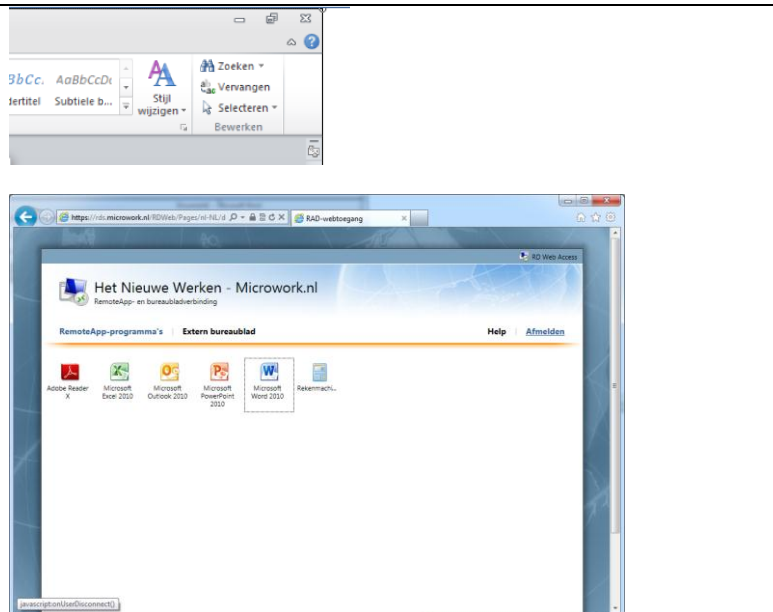 Zoeken
BbCc. AaBbCcDc
Vervangen
dertitel Subtiele b...
Stijl
wijzigen
Selecteren
Bewerken
https://rds.microwork.nl/RDWeb/Pages/nl-NL/d
RAD-webtoegang
RD Web Access
Het Nieuwe Werken - Microwork.nl
RemoteApp- en bureaubladverbinding
RemoteApp-programma's Extern bureaublad Help Afmelden
Adobe Reader X
Microsoft Excel 2010
Microsoft Outlook 2010
Microsoft PowerPoint 2010
Microsoft Word 2010
Rekenmachi...
javascript:onUserDisconnect()